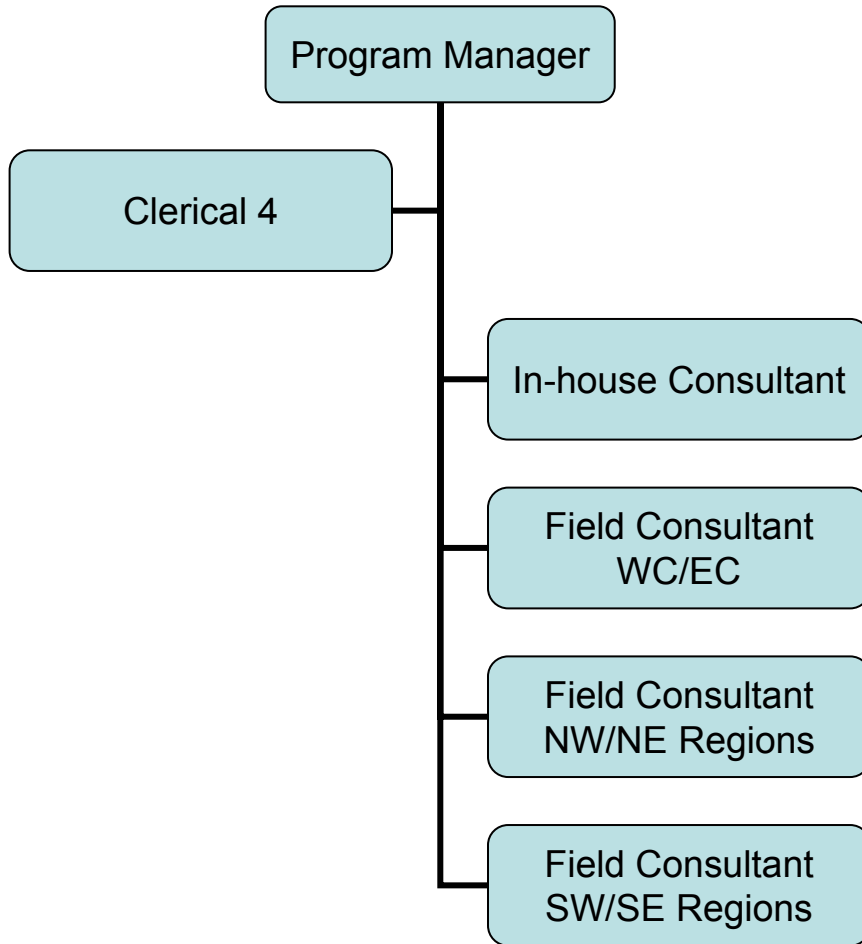 Program Manager
Clerical 4
In-house Consultant
Field Consultant
WC/EC
Field Consultant
NW/NE Regions
Field Consultant
SW/SE Regions